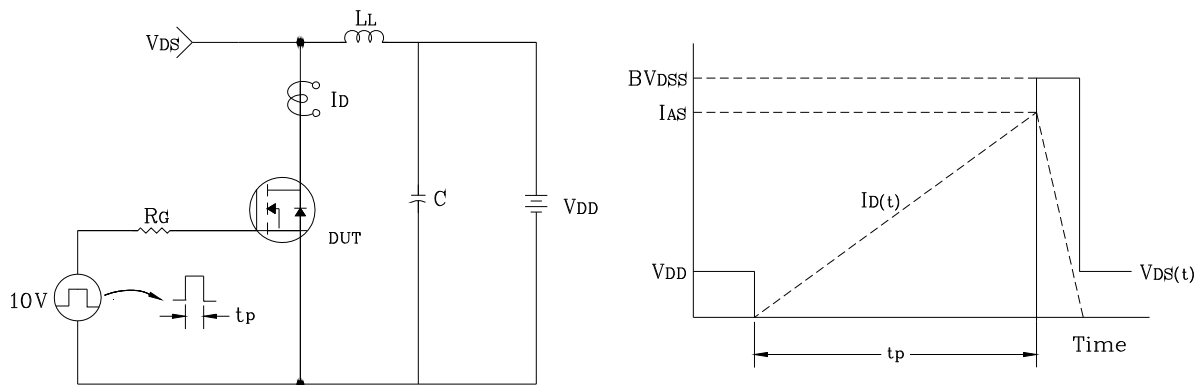 LL
VDS
ID
C
VDD
RG
DUT
10V
tp
BVDSS
IAS
ID(t)
VDD
VDS(t)
tp
Time